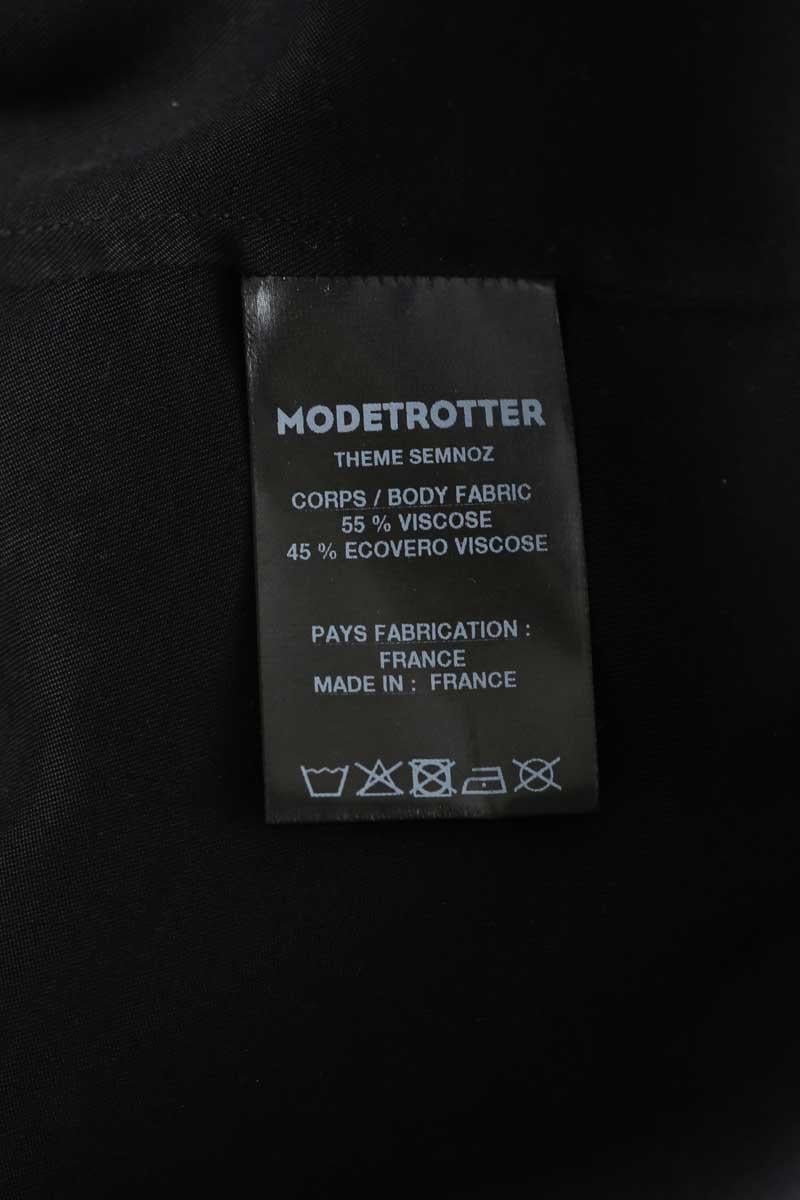 MODETROTTER
THEME SEMNOZ
CORPS / BODY FABRIC
55 % VISCOSE
45 % ECOVERO VISCOSE
PAYS FABRICATION :
FRANCE
MADE IN : FRANCE